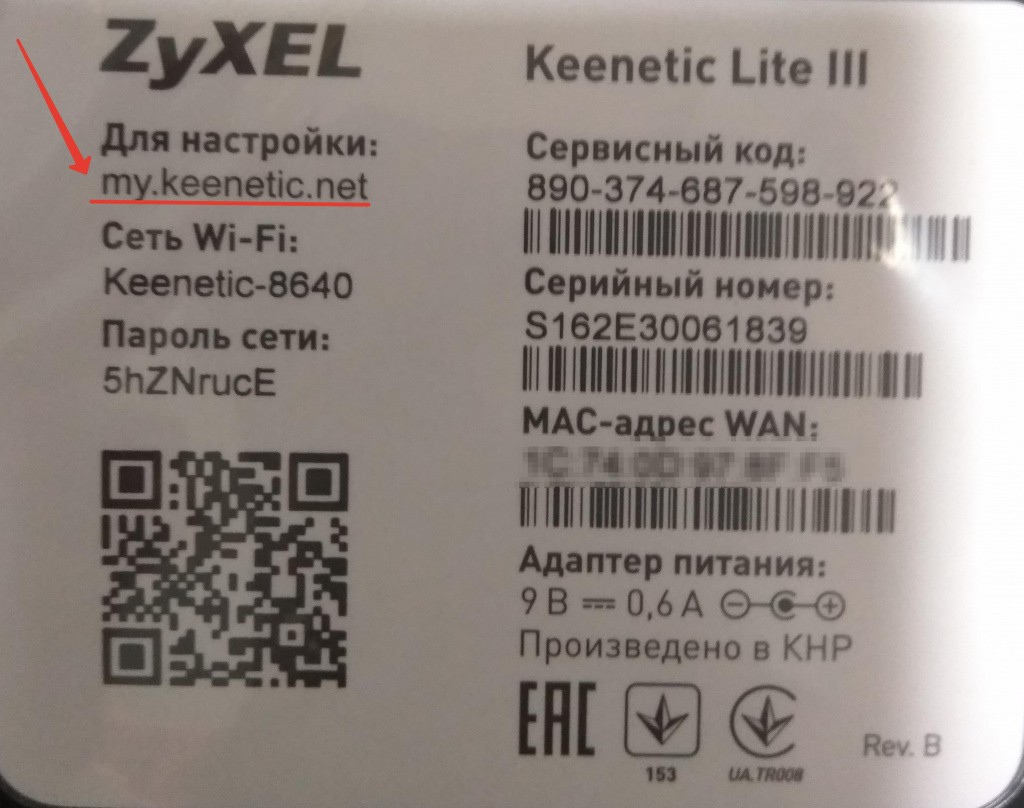 ZyXEL
Keenetic Lite III
Для настройки:
my.keenetic.net
Сеть Wi-Fi:
Keenetic-8640
Пароль сети:
5hZNrucE
Сервисный код:
890-374-687-598-922
Серийный номер:
S162E30061839
MAC-адрес WAN:
Адаптер питания:
9 В 0,6 А
Произведено в КНР
EAC
153
UA.TR008
Rev. B